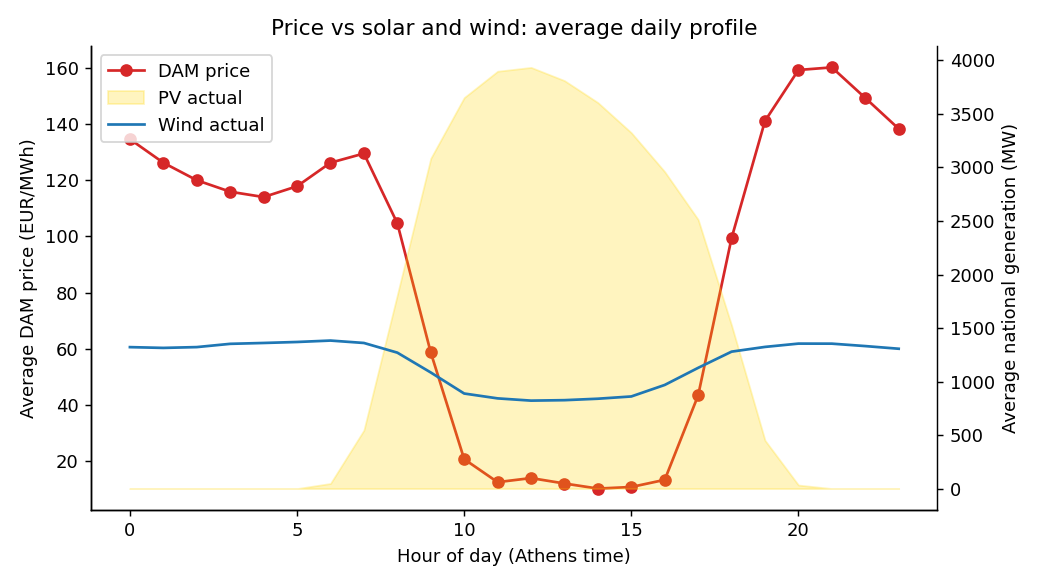 Price vs solar and wind: average daily profile
DAM price
PV actual
Wind actual
Average DAM price (EUR/MWh)
160
140
120
100
80
60
40
20
Average national generation (MW)
4000
3500
3000
2500
2000
1500
1000
500
0
0 5 10 15 20
Hour of day (Athens time)